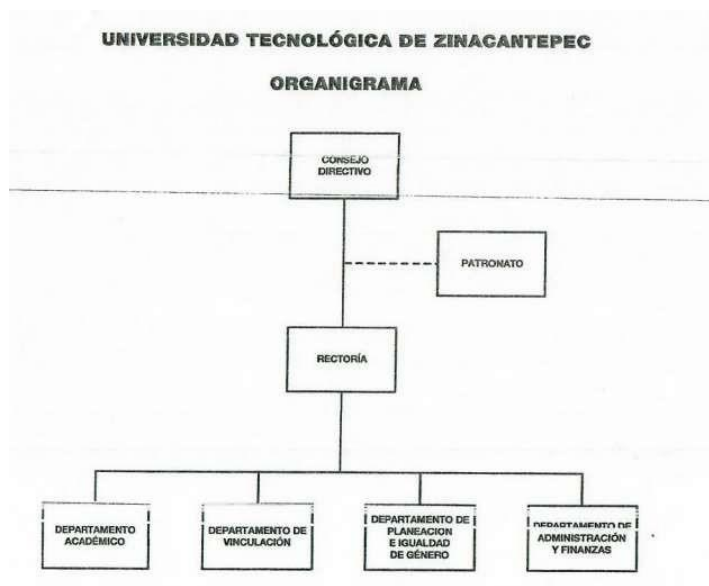 UNIVERSIDAD TECNOLÓGICA DE ZINACANTEPEC
ORGANIGRAMA
CONSEJO
DIRECTIVO
PATRONATO
RECTORÍA
DEPARTAMENTO
ACADÉMICO
DEPARTAMENTO DE
VINCULACIÓN
DEPARTAMENTO DE
PLANEACION
E IGUALDAD
DE GÉNERO
DEPARTAMENTO DE
ADMINISTRACIÓN
Y FINANZAS